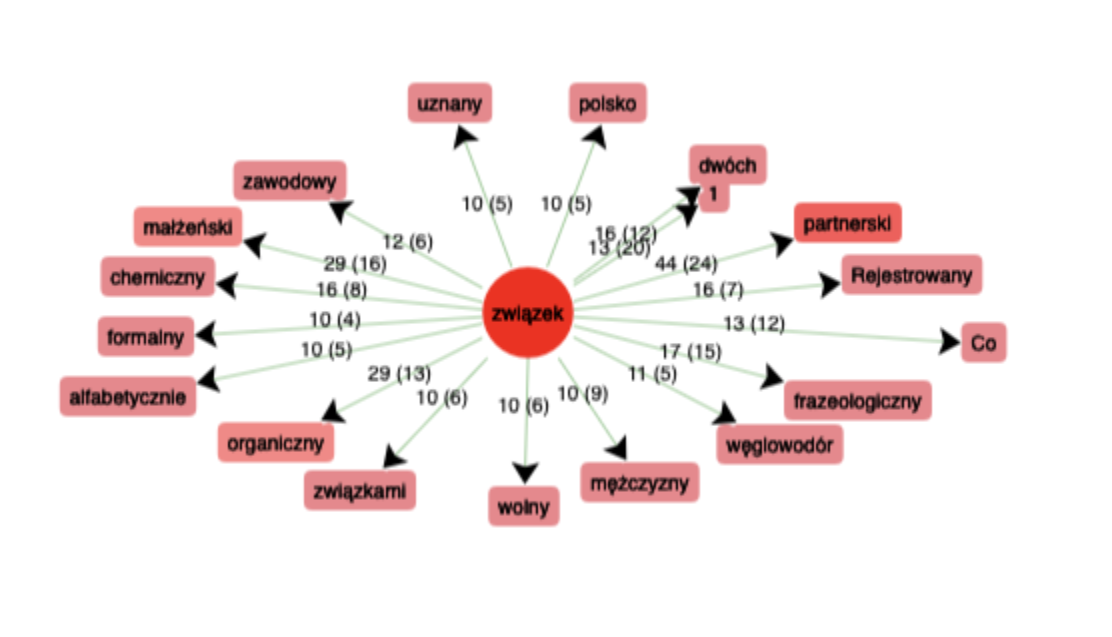 uznany
polsko
dwóch
1
zawodowy
małżeński
partnerski
10 (5)
10 (5)
16 (12)
13 (20)
12 (6)
29 (16)
44 (24)
chemiczny
Rejestrowany
16 (8)
16 (7)
związek
10 (4)
13 (12)
formalny
Co
10 (5)
17 (15)
29 (13)
11 (5)
alfabetycznie
10 (6)
10 (6)
10 (9)
frazeologiczny
organiczny
węglowodór
związkami
wolny
mężczyzny